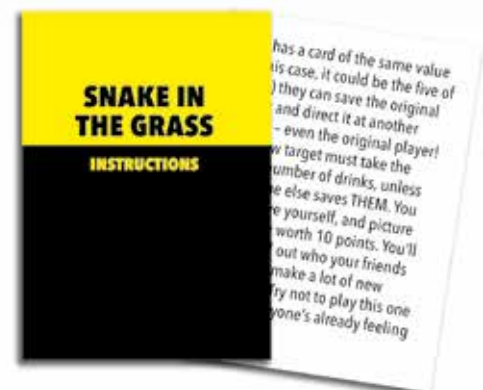 SNAKE IN
THE GRASS
INSTRUCTIONS
has a card of the same value
is case, it could be the five of
) they can save the original
and direct it at another
– even the original player!
w target must take the
umber of drinks, unless
e else saves THEM. You
e yourself, and picture
worth 10 points. You'll
out who your friends
make a lot of new
Try not to play this one
yone's already feeling